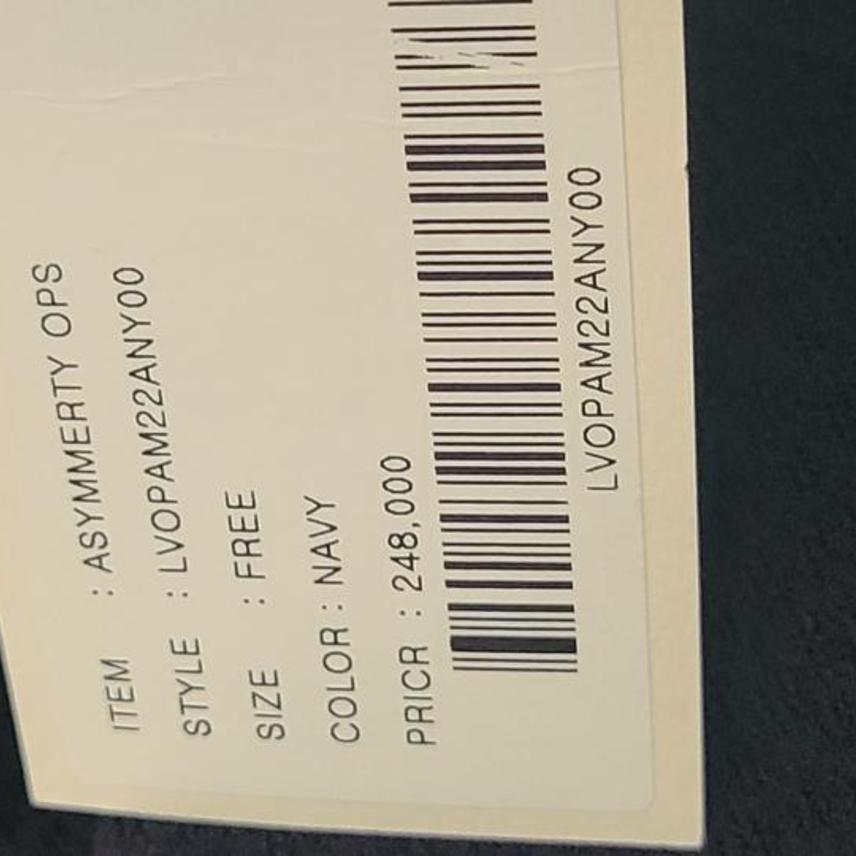 ITEM : ASYMMERTY OPS
STYLE : LVOPAM22ANY00
SIZE : FREE
COLOR : NAVY
PRICR : 248,000
LVOPAM22ANY00